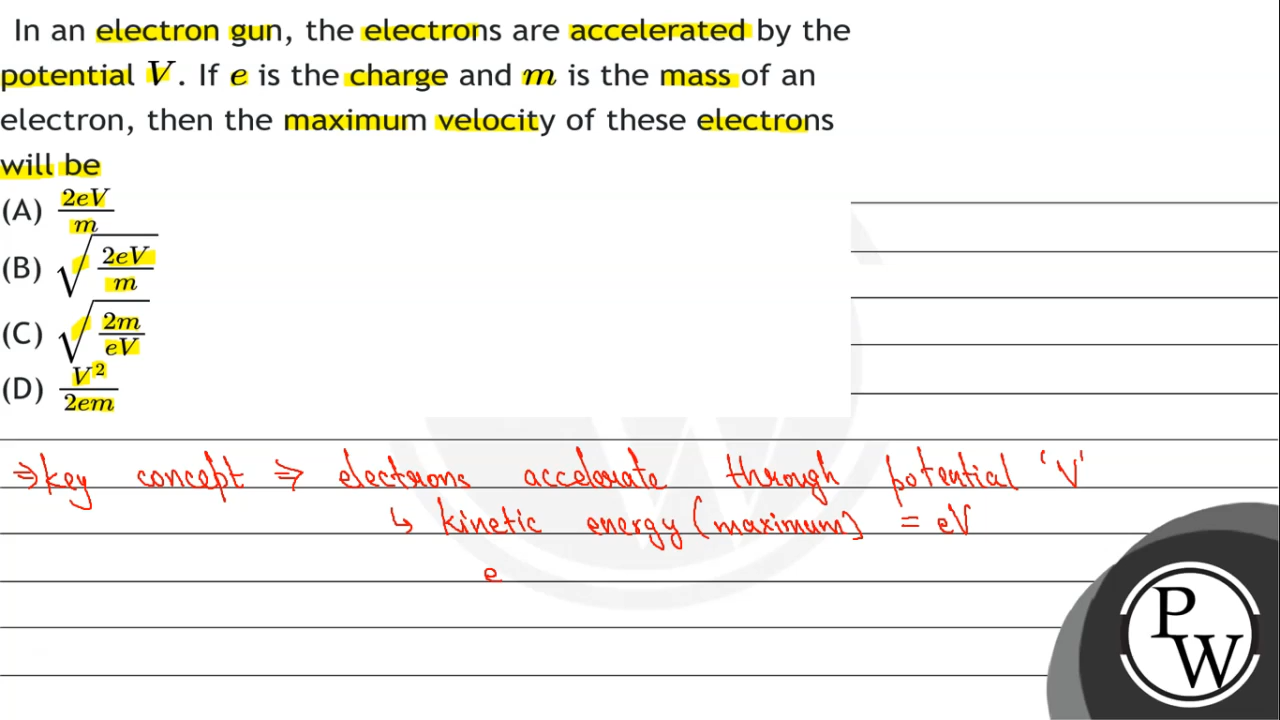 In an electron gun, the electrons are accelerated by the
potential V. If e is the charge and m is the mass of an
electron, then the maximum velocity of these electrons
will be
(A) 2eV/m
(B) √(2eV/m)
(C) √(2m/eV)
(D) V²/2em
⇒ key concept ⇒ electrons accelerate through potential 'V'
↳ kinetic energy (maximum) = eV
e
PW